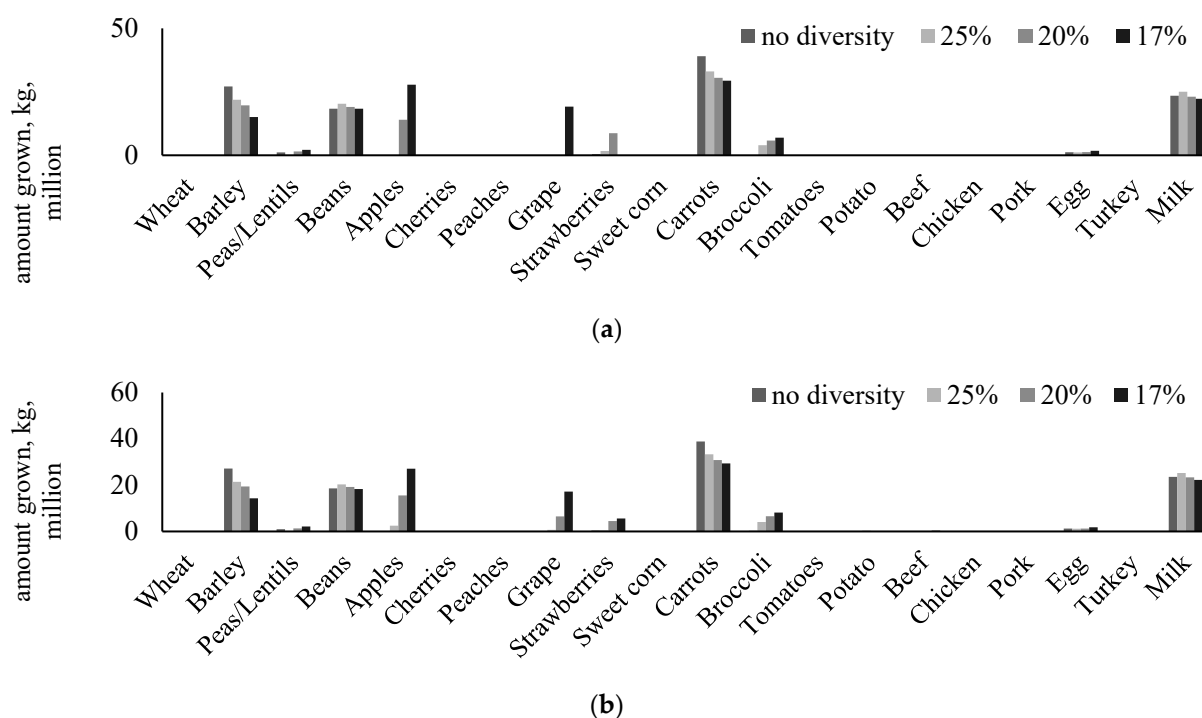 50
no diversity 25% 20% 17%
amount grown, kg,
million
0
Wheat
Barley
Peas/Lentils
Beans
Apples
Cherries
Peaches
Grape
Strawberries
Sweet corn
Carrots
Broccoli
Tomatoes
Potato
Beef
Chicken
Pork
Egg
Turkey
Milk
(a)
60
no diversity 25% 20% 17%
amount grown, kg,
million
40
20
0
Wheat
Barley
Peas/Lentils
Beans
Apples
Cherries
Peaches
Grape
Strawberries
Sweet corn
Carrots
Broccoli
Tomatoes
Potato
Beef
Chicken
Pork
Egg
Turkey
Milk
(b)